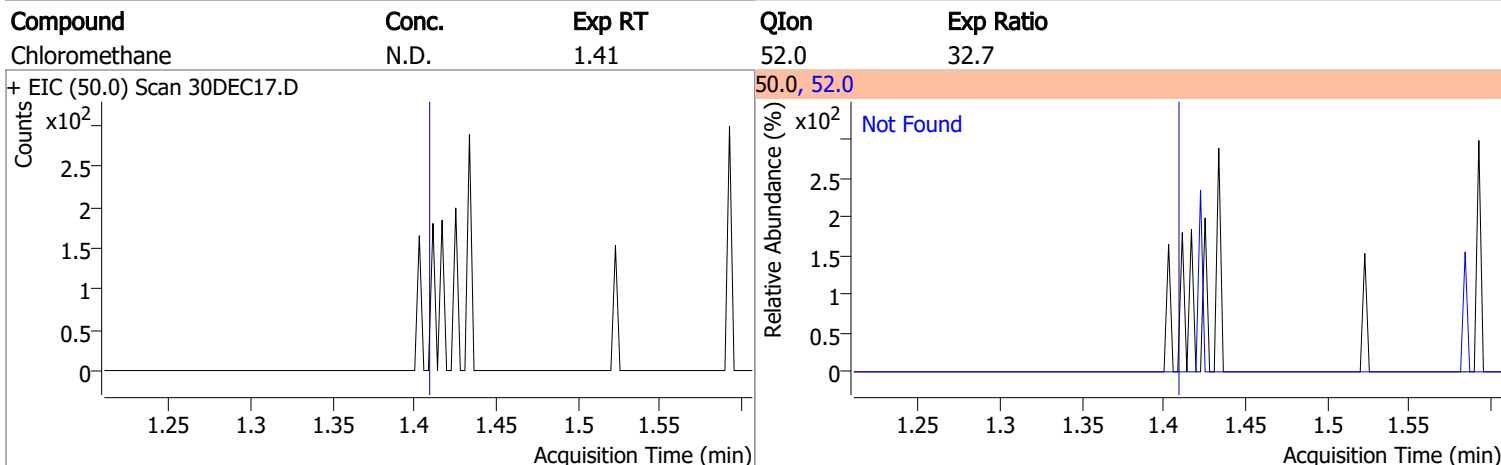 Compound Conc. Exp RT QIon Exp Ratio
Chloromethane N.D. 1.41 52.0 32.7
+ EIC (50.0) Scan 30DEC17.D
Counts
x10²
2.5
2
1.5
1
0.5
0
1.25 1.3 1.35 1.4 1.45 1.5 1.55
Acquisition Time (min)
50.0, 52.0
Relative Abundance (%)
x10²
Not Found
2.5
2
1.5
1
0.5
0
1.25 1.3 1.35 1.4 1.45 1.5 1.55
Acquisition Time (min)